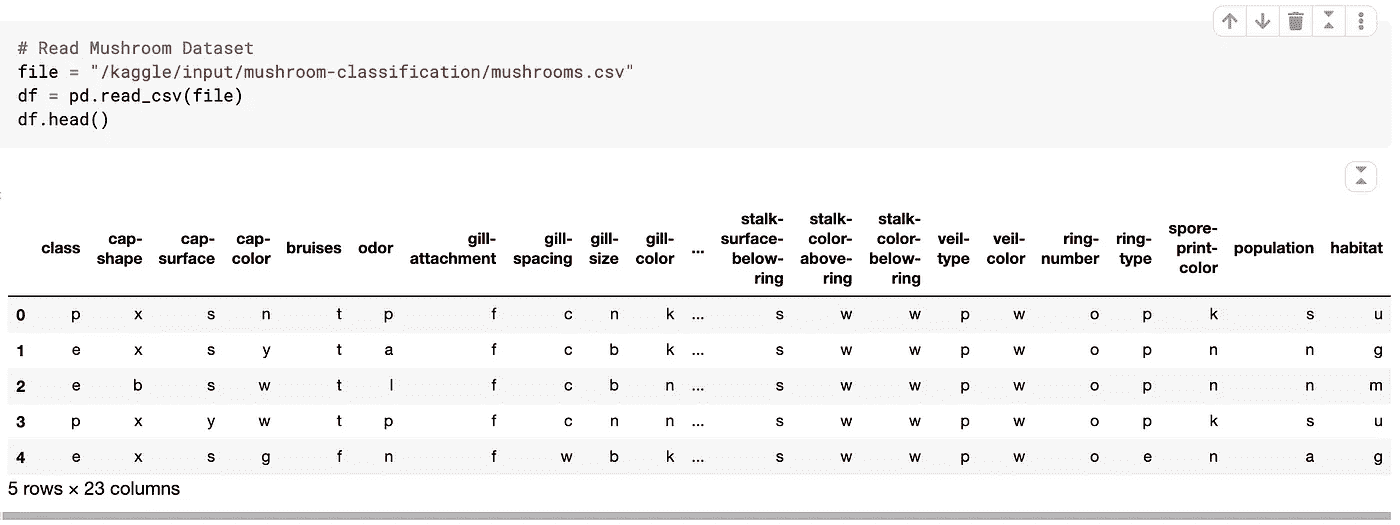 # Read Mushroom Dataset
file = "/kaggle/input/mushroom-classification/mushrooms.csv"
df = pd.read_csv(file)
df.head()
class cap-shape cap-surface cap-color bruises odor gill-attachment gill-spacing gill-size gill-color ... stalk-surface-below-ring stalk-color-above-ring stalk-color-below-ring veil-type veil-color ring-number ring-type spore-print-color population habitat
0 p x s n t p f c n k ... s w w p w o p k s u
1 e x s y t a f c b k ... s w w p w o p n n g
2 e b s w t l f c b n ... s w w p w o p n n m
3 p x y w t p f c n n ... s w w p w o p k s u
4 e x s g f n f w b k ... s w w p w o e n a g
5 rows × 23 columns